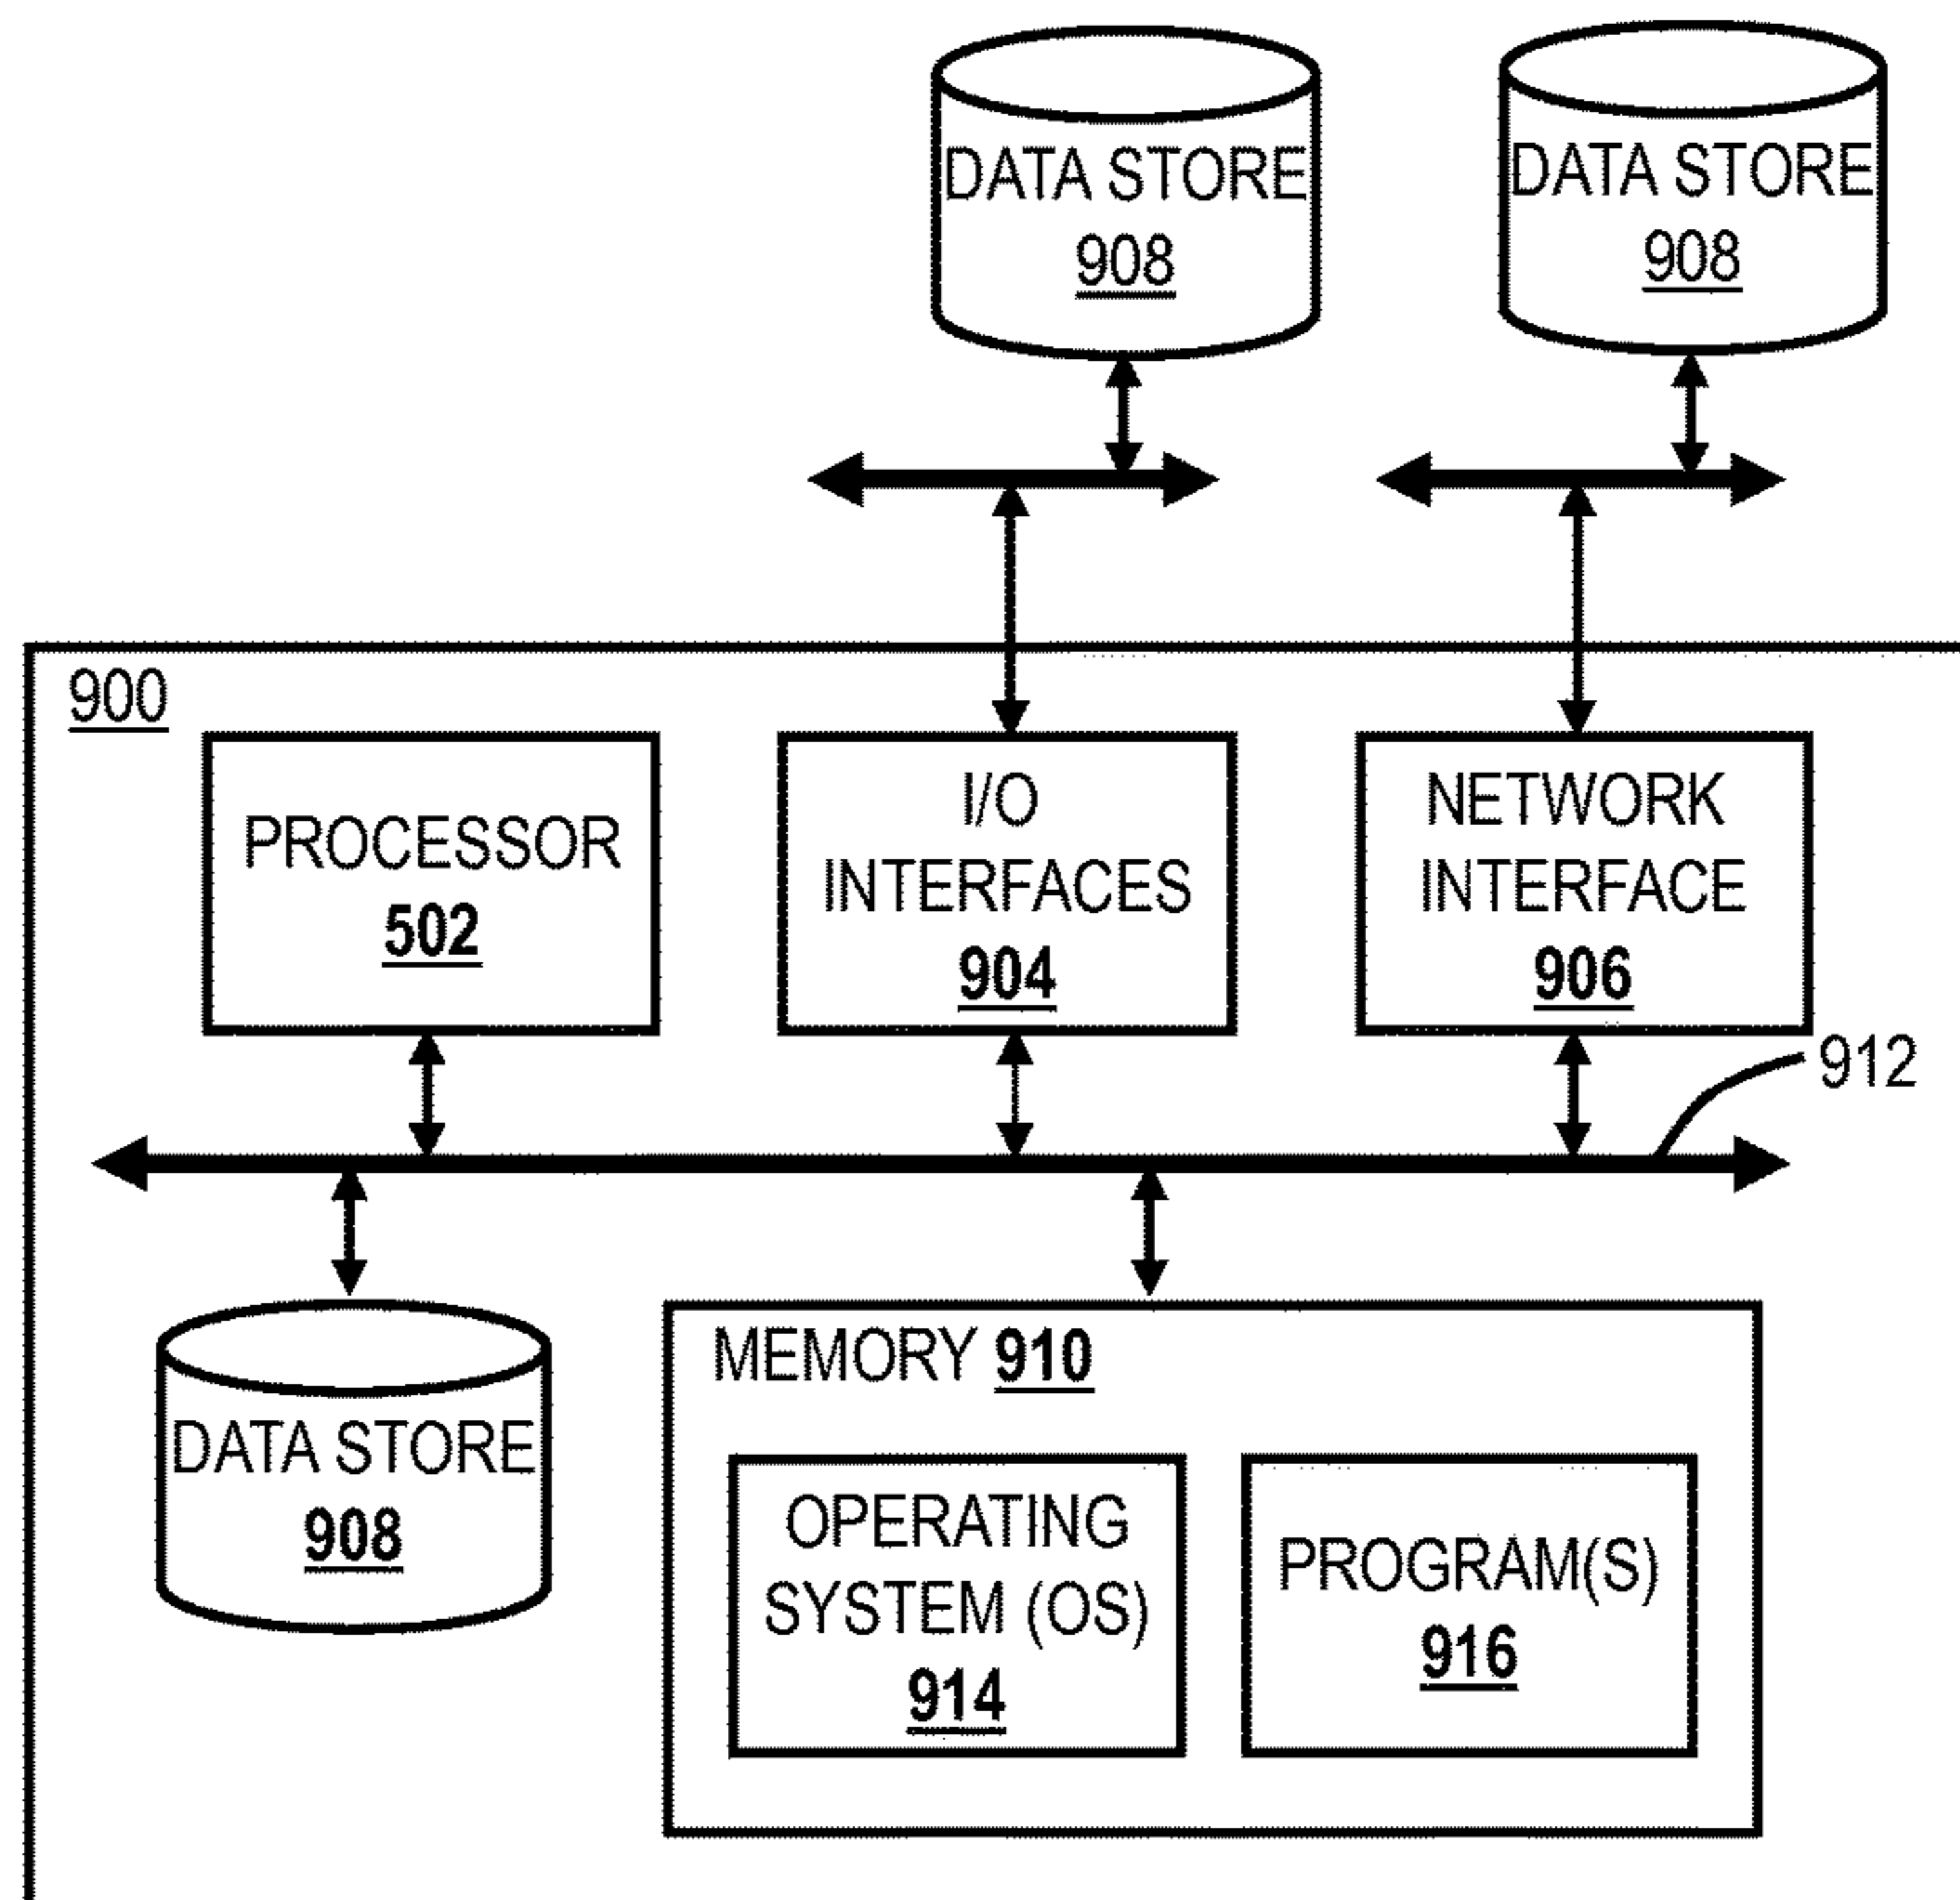 DATA STORE
908
DATA STORE
908
900
PROCESSOR
502
I/O
INTERFACES
904
NETWORK
INTERFACE
906
912
DATA STORE
908
MEMORY 910
OPERATING
SYSTEM (OS)
914
PROGRAM(S)
916